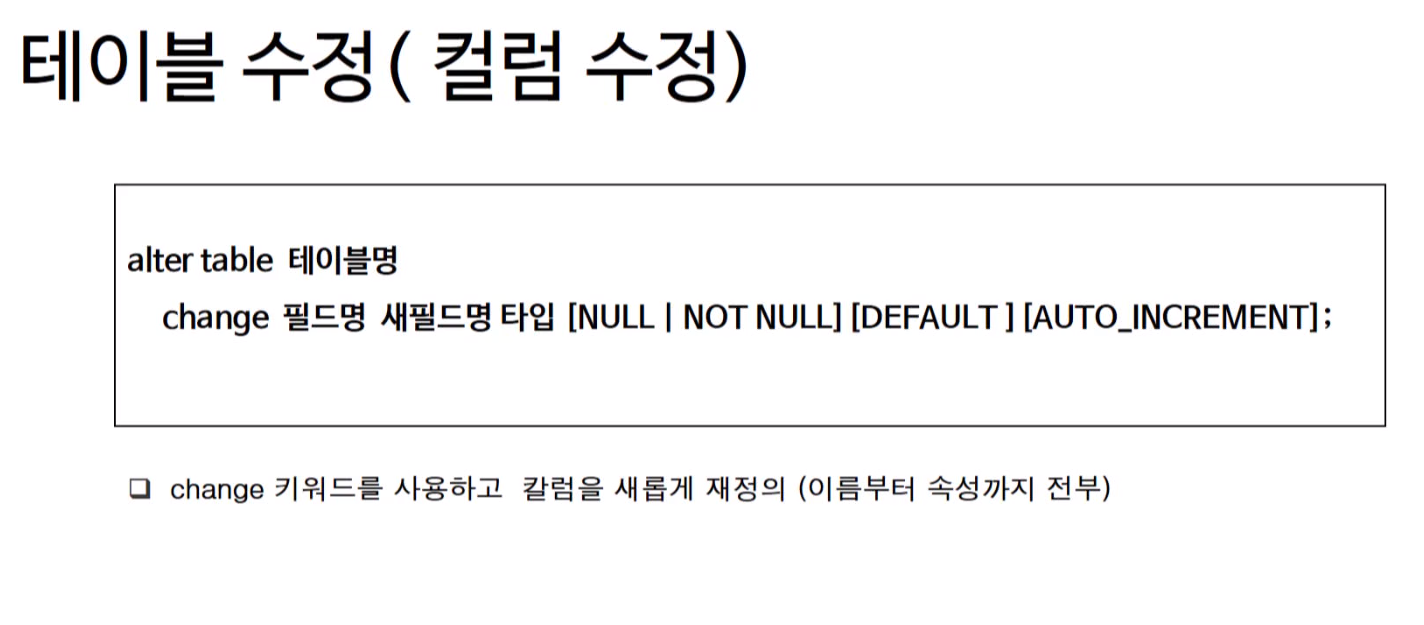 테이블 수정( 컬럼 수정)
alter table 테이블명
change 필드명 새필드명 타입 [NULL | NOT NULL] [DEFAULT ] [AUTO_INCREMENT];
❑ change 키워드를 사용하고 칼럼을 새롭게 재정의 (이름부터 속성까지 전부)